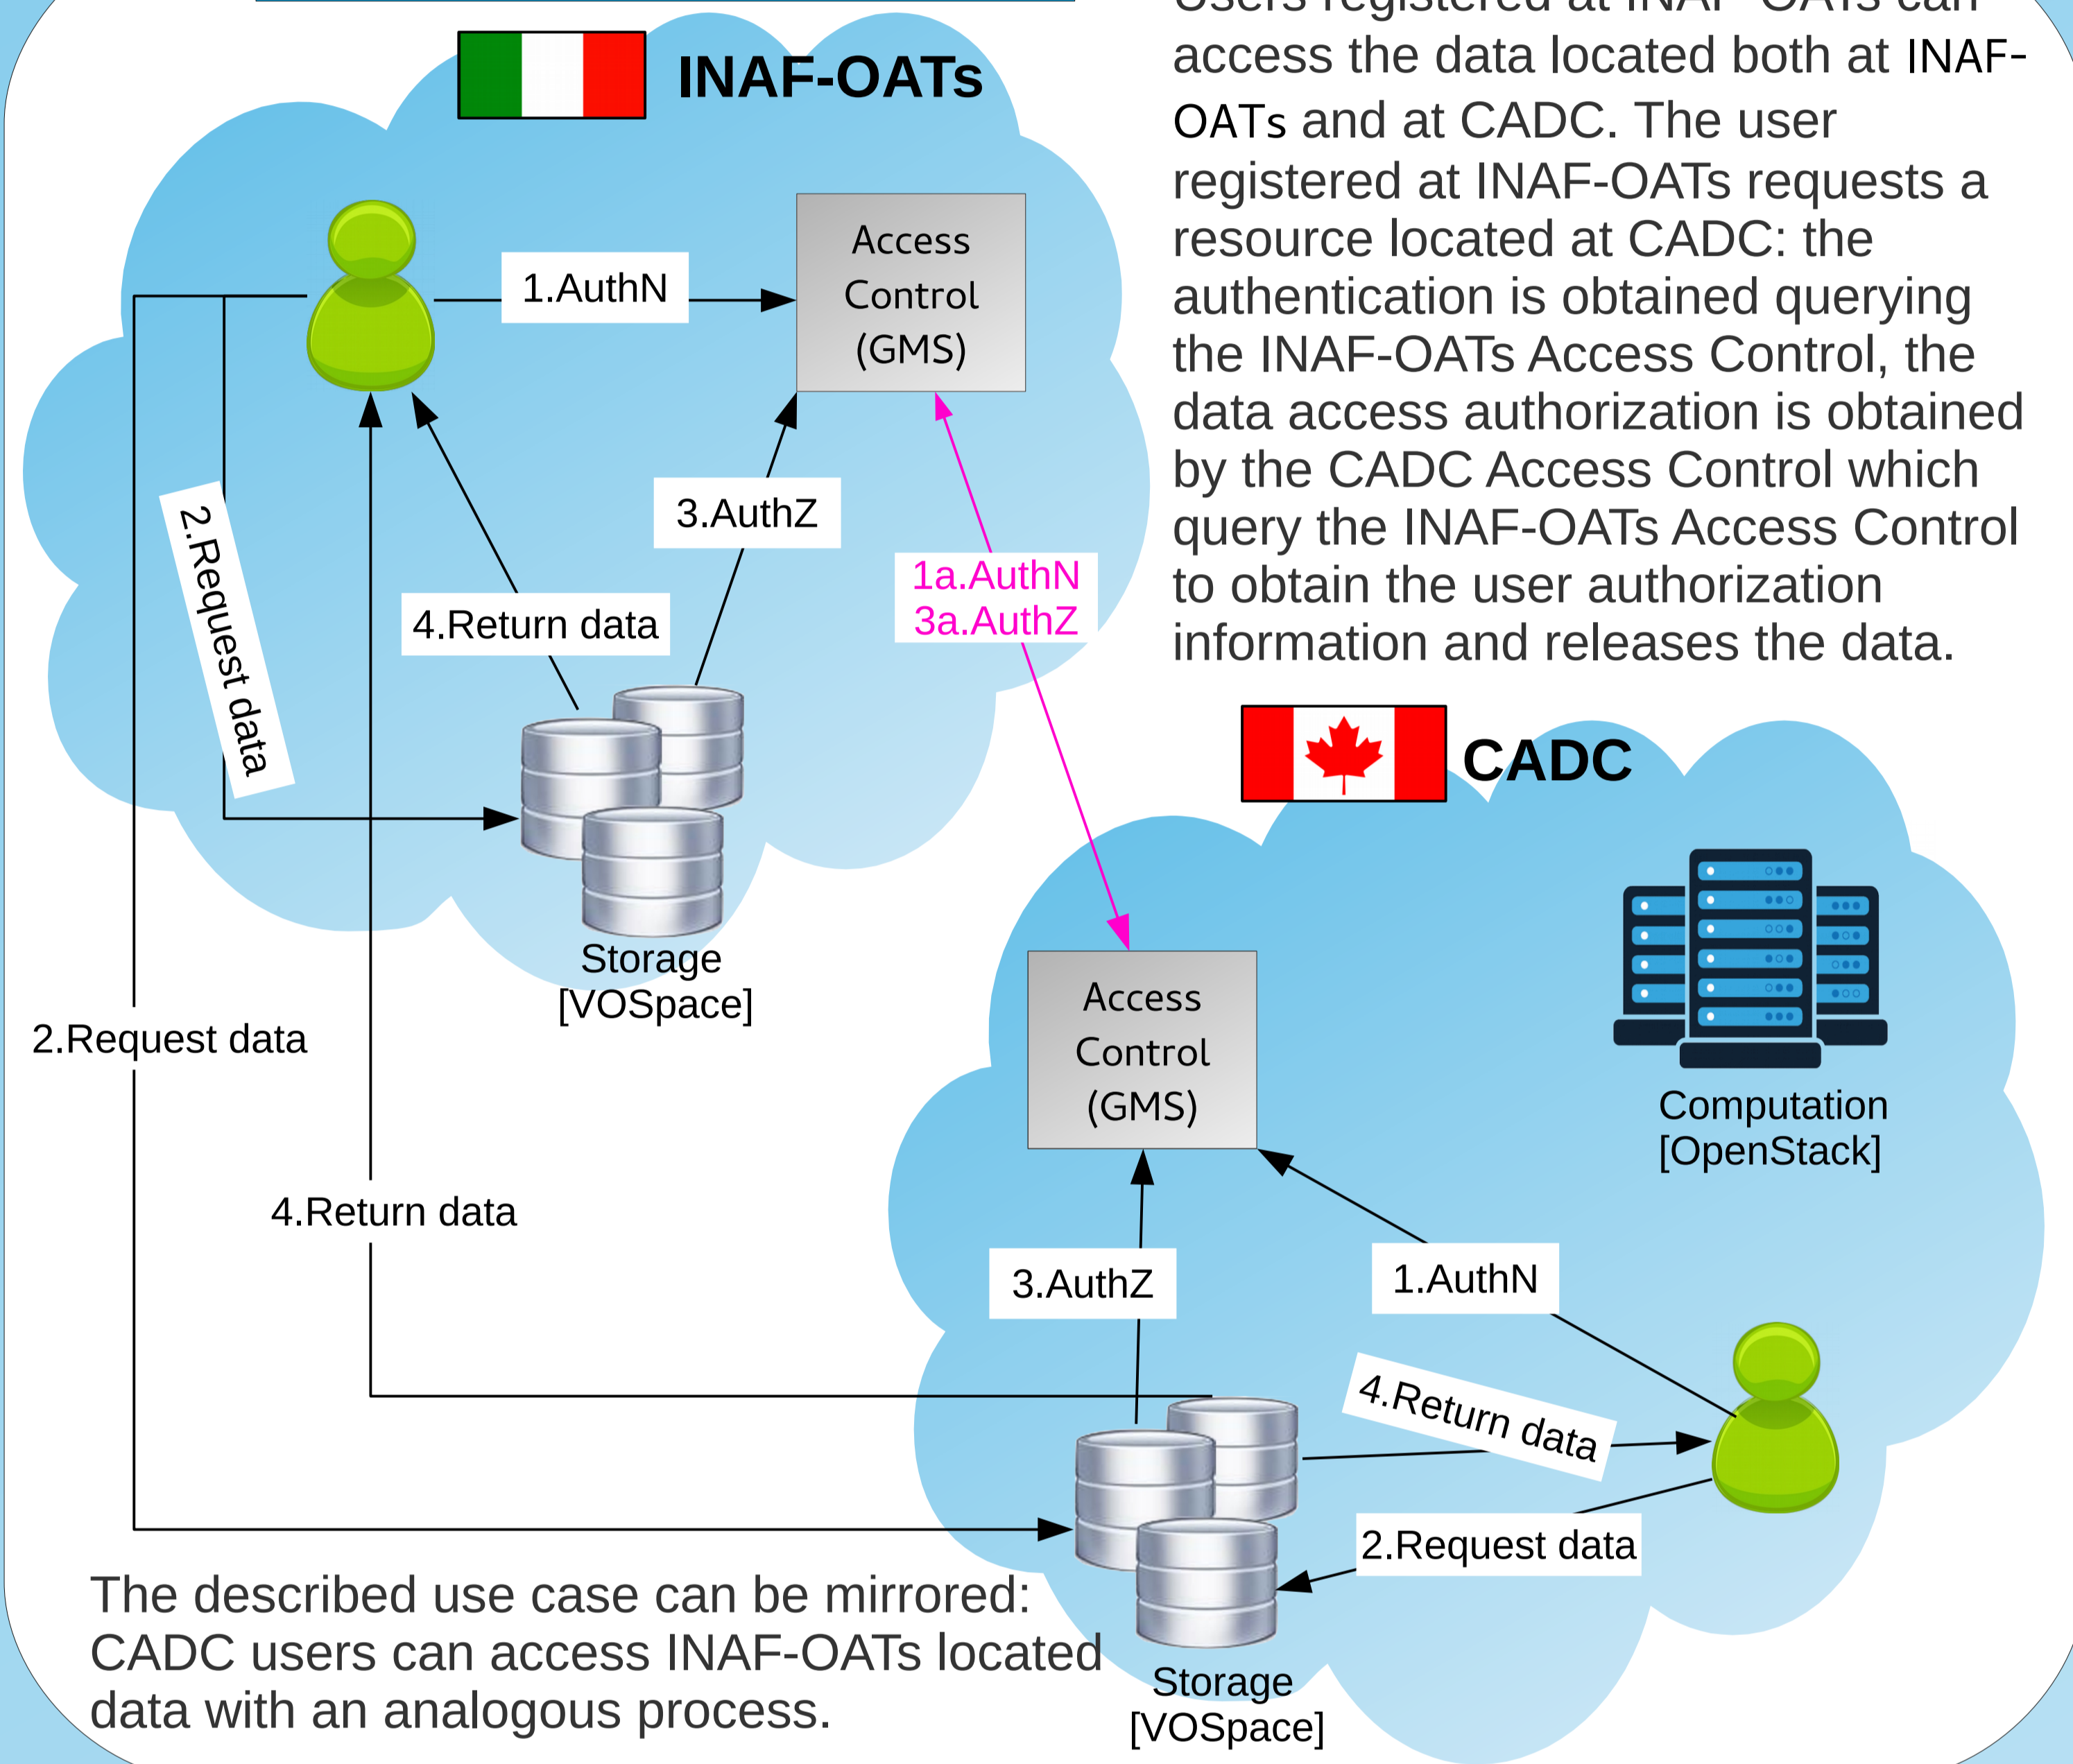 Users registered at INAF-OATs can
access the data located both at INAF-
OATs and at CADC. The user
registered at INAF-OATs requests a
resource located at CADC: the
authentication is obtained querying
the INAF-OATs Access Control, the
data access authorization is obtained
by the CADC Access Control which
query the INAF-OATs Access Control
to obtain the user authorization
information and releases the data.
INAF-OATs
Access
Control
(GMS)
1.AuthN
3.AuthZ
2.Request data
4.Return data
1a.AuthN
3a.AuthZ
Storage
[VOSpace]
2.Request data
4.Return data
CADC
Access
Control
(GMS)
Computation
[OpenStack]
3.AuthZ
1.AuthN
4.Return data
2.Request data
Storage
[VOSpace]
The described use case can be mirrored:
CADC users can access INAF-OATs located
data with an analogous process.